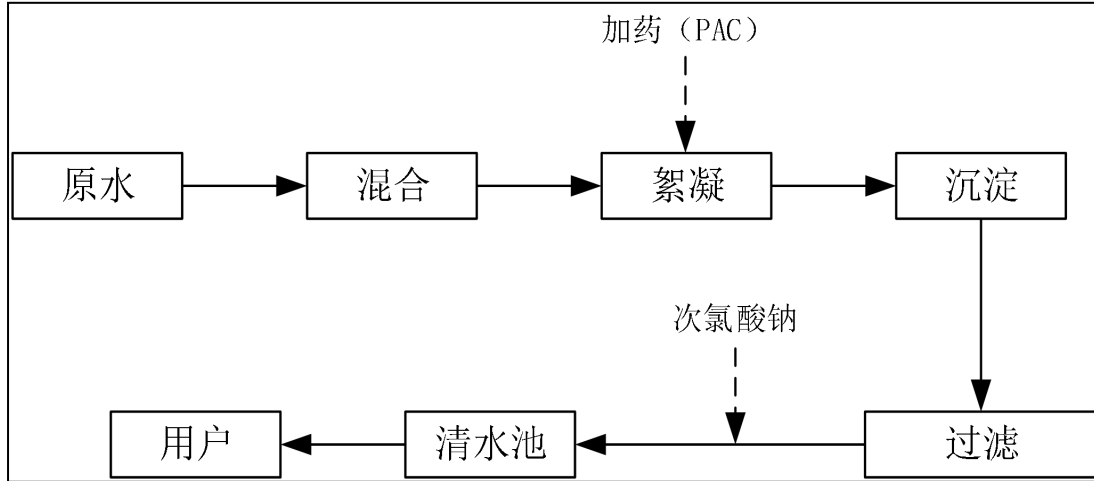 加药（PAC）
原水
混合
絮凝
沉淀
次氯酸钠
用户
清水池
过滤